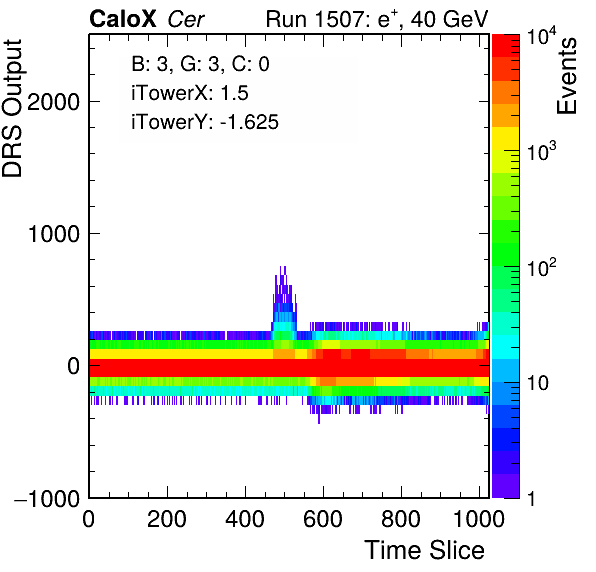 CaloX Cer Run 1507: e⁺, 40 GeV
B: 3, G: 3, C: 0
iTowerX: 1.5
iTowerY: -1.625
DRS Output
2000
1000
0
−1000
0 200 400 600 800 1000
Time Slice
Events
10⁴
10³
10²
10
1